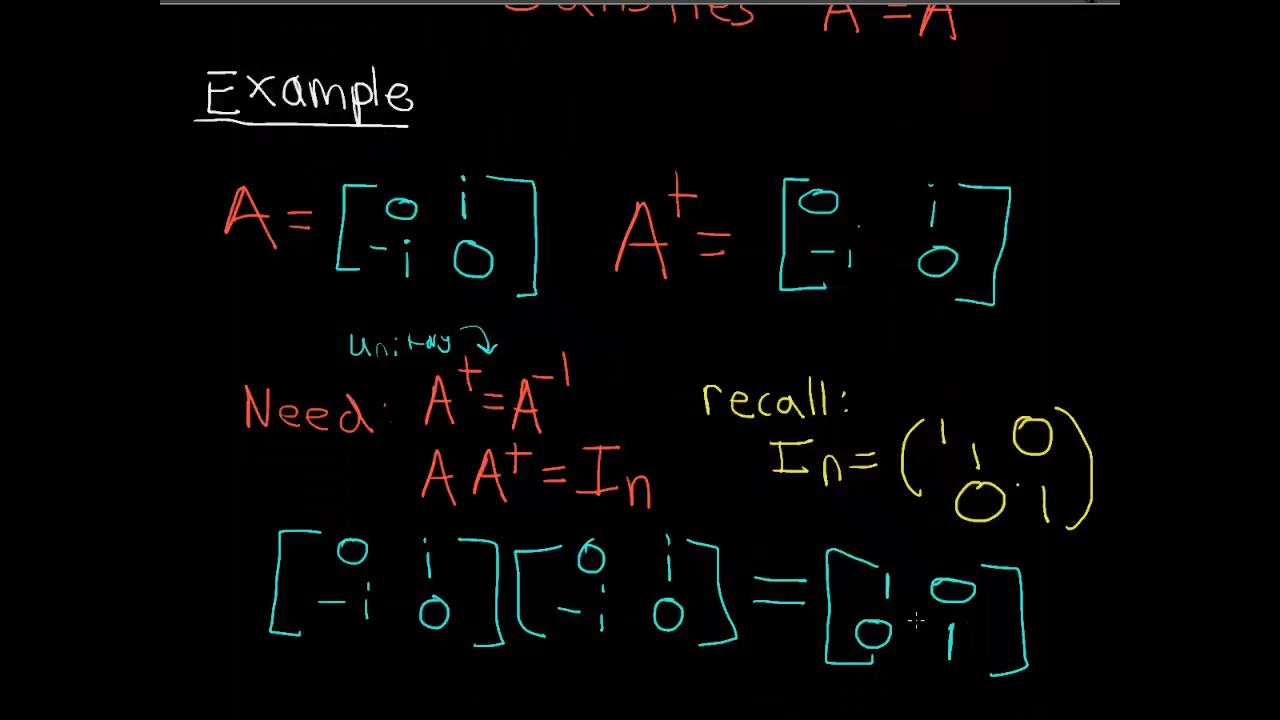 A = A
Example
A = [ 0 i -i 0 ] A† = [ 0 i -i 0 ]
unitary
Need: A† = A⁻¹ recall:
A A† = Iₙ Iₙ = ( 1 0 1 0 1 )
[ 0 i -i 0 ] [ 0 i -i 0 ] = [ 1 0 0 1 ]